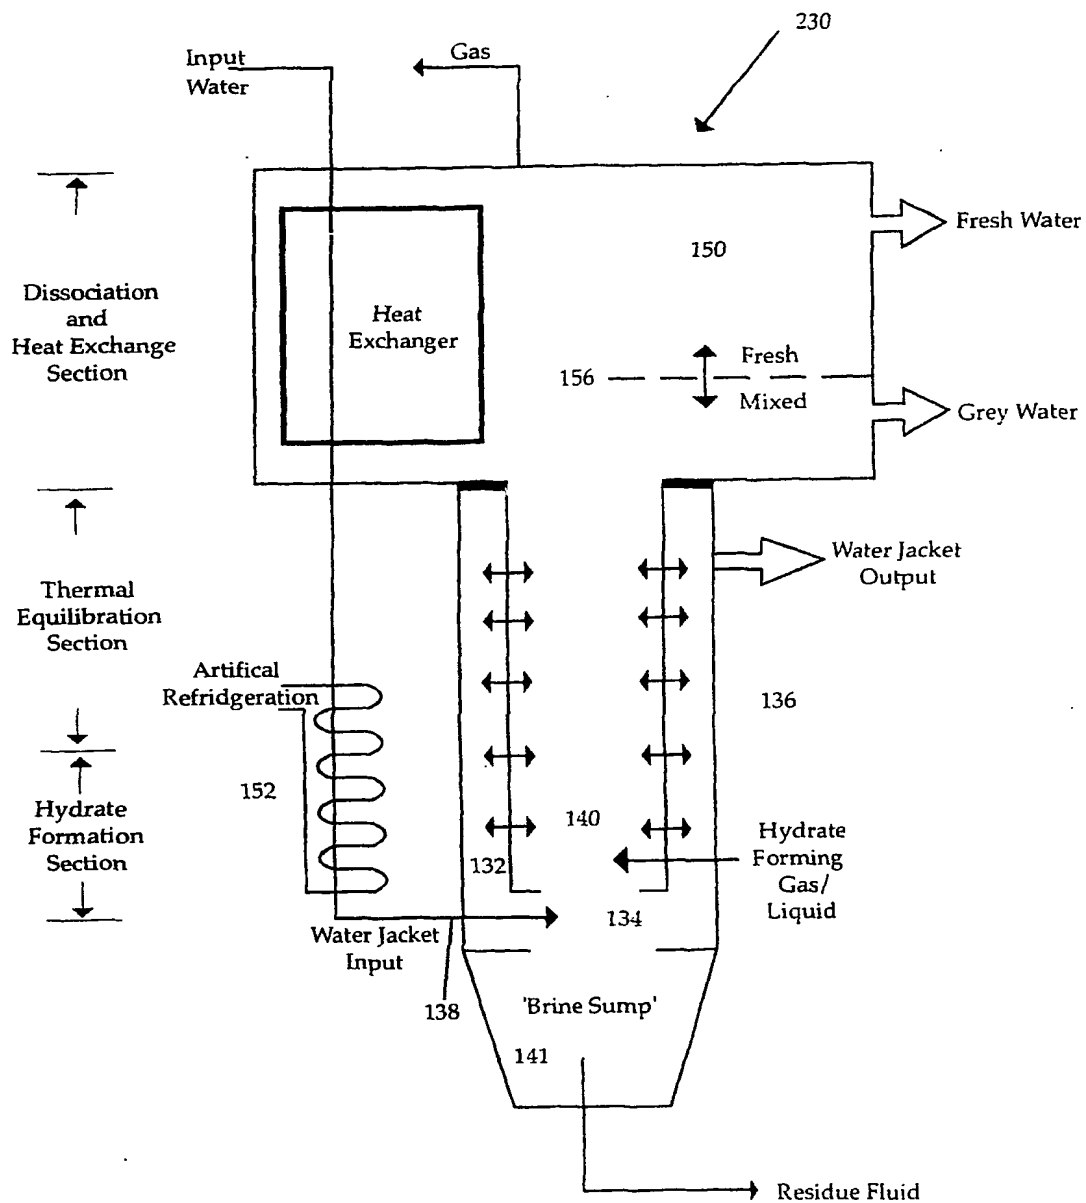 230
Input
Water
Gas
Fresh Water
150
Dissociation
and
Heat Exchange
Section
Heat
Exchanger
156
Fresh
Mixed
Grey Water
Water Jacket
Output
Thermal
Equilibration
Section
Artifical
Refridgeration
136
152
Hydrate
Formation
Section
140
132
Hydrate
Forming
Gas/
Liquid
134
Water Jacket
Input
138
'Brine Sump'
141
Residue Fluid